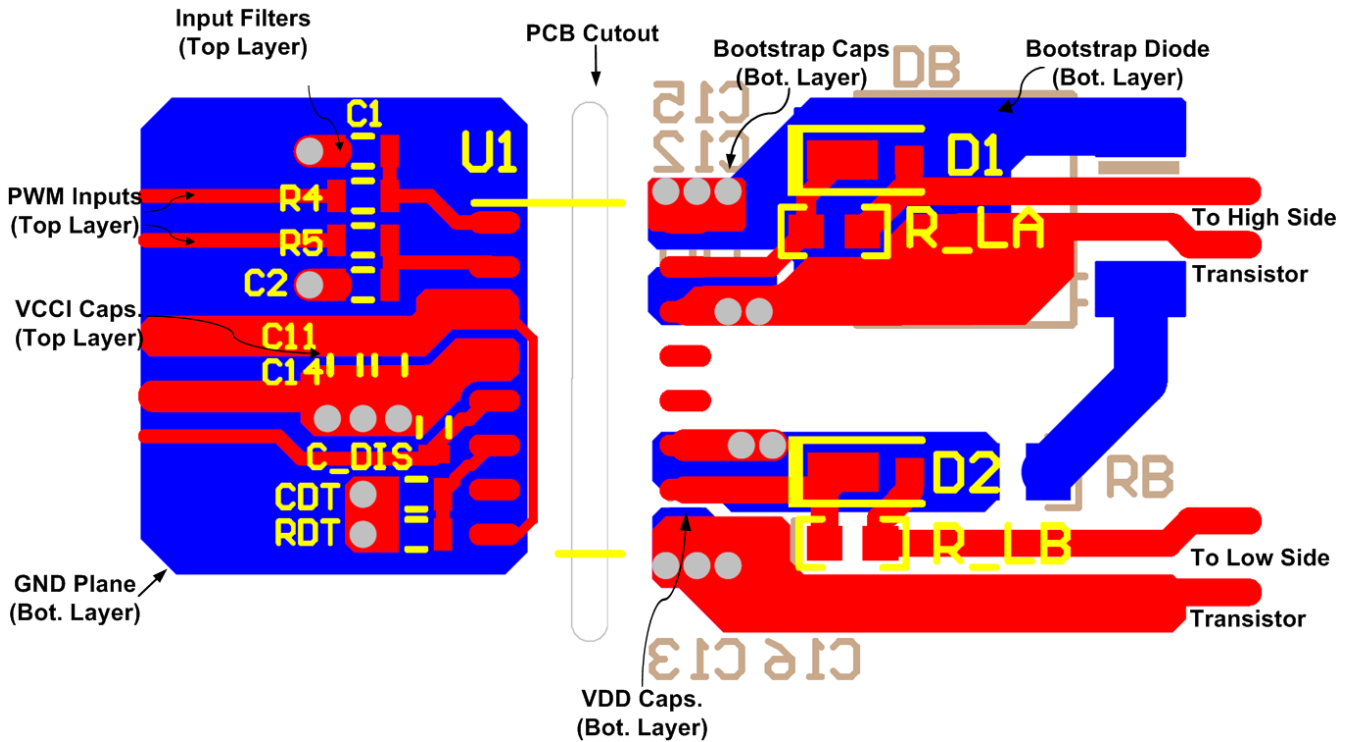 Input Filters
(Top Layer)
PCB Cutout
Bootstrap Caps
(Bot. Layer)
Bootstrap Diode
(Bot. Layer)
DB
C15
C12
C1
U1
D1
PWM Inputs
(Top Layer)
R4
R5
R_LA
To High Side
Transistor
C2
VCCI Caps.
(Top Layer)
C11
C14
C_DIS
D2
RB
CDT
RDT
R_LB
To Low Side
Transistor
GND Plane
(Bot. Layer)
C13
C16
VDD Caps.
(Bot. Layer)